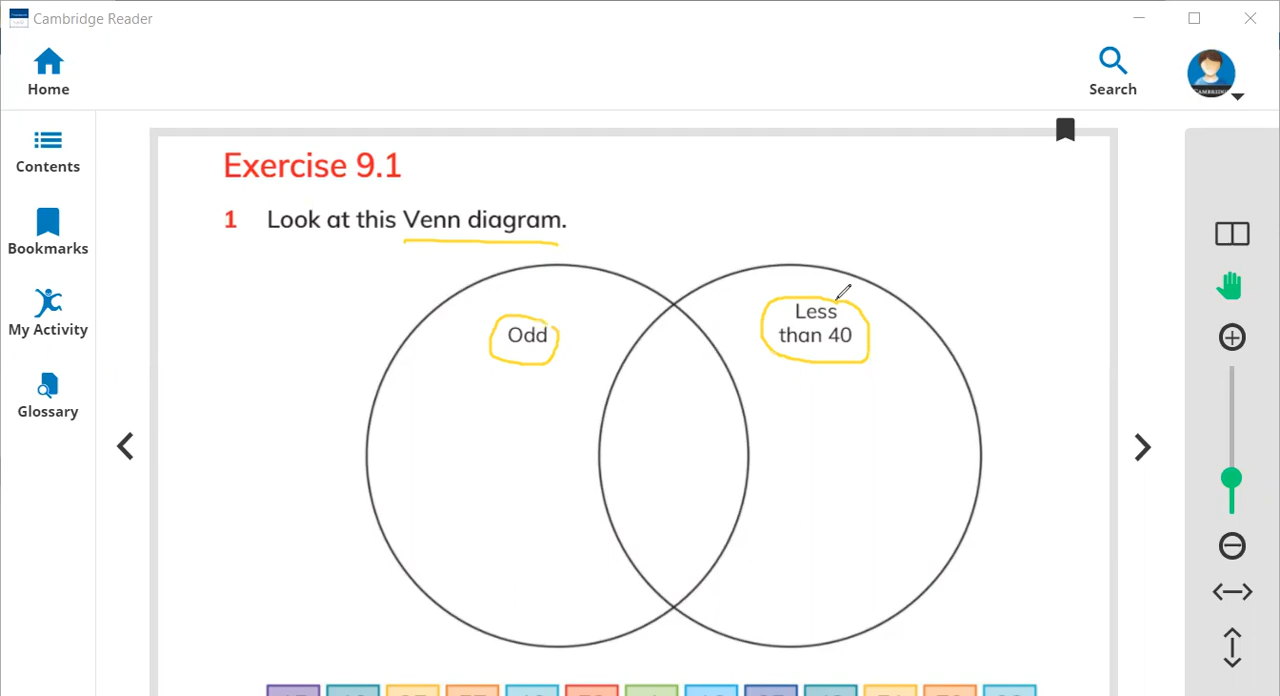 Cambridge Reader
Home
Search
Contents
Bookmarks
My Activity
Glossary
Exercise 9.1
1 Look at this Venn diagram.
Odd
Less
than 40